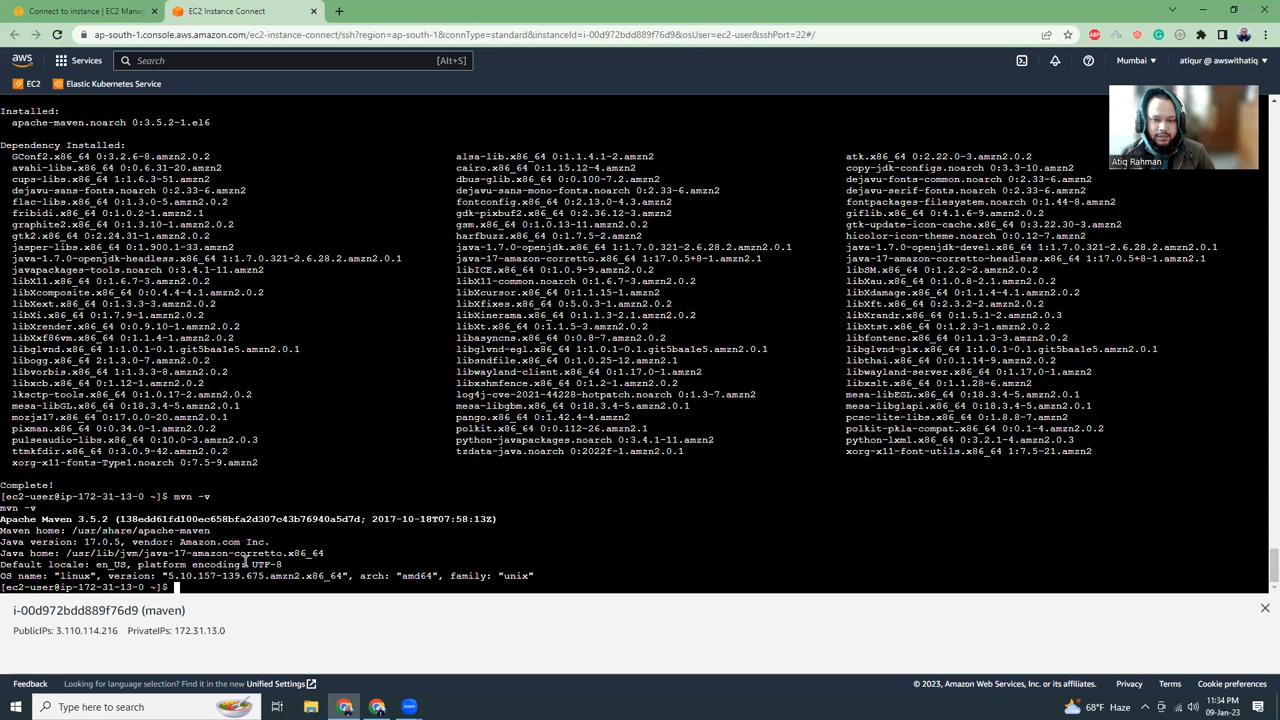 Connect to instance | EC2 Manag
EC2 Instance Connect
ap-south-1.console.aws.amazon.com/ec2-instance-connect/ssh?region=ap-south-1&connType=standard&instanceId=i-00d972bdd889f76d9&osUser=ec2-user&sshPort=22#/
aws Services Search [Alt+S] Mumbai atiqur @ awswithatiq
EC2 Elastic Kubernetes Service
Installed:
apache-maven.noarch 0:3.5.2-1.el6
Dependency Installed:
GConf2.x86_64 0:3.2.6-8.amzn2.0.2 alsa-lib.x86_64 0:1.1.4.1-2.amzn2 atk.x86_64 0:2.22.0-3.amzn2.0.2
avahi-libs.x86_64 0:0.6.31-20.amzn2 cairo.x86_64 0:1.15.12-4.amzn2 copy-jdk-configs.noarch 0:3.3-10.amzn2
cups-libs.x86_64 1:1.6.3-51.amzn2 dbus-glib.x86_64 0:0.100-7.2.amzn2 dejavu-fonts-common.noarch 0:2.33-6.amzn2
dejavu-sans-fonts.noarch 0:2.33-6.amzn2 dejavu-sans-mono-fonts.noarch 0:2.33-6.amzn2 dejavu-serif-fonts.noarch 0:2.33-6.amzn2
flac-libs.x86_64 0:1.3.0-5.amzn2.0.2 fontconfig.x86_64 0:2.13.0-4.3.amzn2 fontpackages-filesystem.noarch 0:1.44-8.amzn2
fribidi.x86_64 0:1.0.2-1.amzn2.1 gdk-pixbuf2.x86_64 0:2.36.12-3.amzn2 giflib.x86_64 0:4.1.6-9.amzn2.0.2
graphite2.x86_64 0:1.3.10-1.amzn2.0.2 gsm.x86_64 0:1.0.13-11.amzn2.0.2 gtk-update-icon-cache.x86_64 0:3.22.30-3.amzn2
gtk2.x86_64 0:2.24.31-1.amzn2.0.2 harfbuzz.x86_64 0:1.7.5-2.amzn2 hicolor-icon-theme.noarch 0:0.12-7.amzn2
jasper-libs.x86_64 0:1.900.1-33.amzn2 java-1.7.0-openjdk.x86_64 1:1.7.0.321-2.6.28.2.amzn2.0.1 java-1.7.0-openjdk-devel.x86_64 1:1.7.0.321-2.6.28.2.amzn2.0.1
java-1.7.0-openjdk-headless.x86_64 1:1.7.0.321-2.6.28.2.amzn2.0.1 java-17-amazon-corretto.x86_64 1:17.0.5+8-1.amzn2.1 java-17-amazon-corretto-headless.x86_64 1:17.0.5+8-1.amzn2.1
javapackages-tools.noarch 0:3.4.1-11.amzn2 libICE.x86_64 0:1.0.9-9.amzn2.0.2 libSM.x86_64 0:1.2.2-2.amzn2.0.2
libX11.x86_64 0:1.6.7-3.amzn2.0.2 libX11-common.noarch 0:1.6.7-3.amzn2.0.2 libXau.x86_64 0:1.0.8-2.1.amzn2.0.2
libXcomposite.x86_64 0:0.4.4-4.1.amzn2.0.2 libXcursor.x86_64 0:1.1.15-1.amzn2 libXdamage.x86_64 0:1.1.4-4.1.amzn2.0.2
libXext.x86_64 0:1.3.3-3.amzn2.0.2 libXfixes.x86_64 0:5.0.3-1.amzn2.0.2 libXft.x86_64 0:2.3.2-2.amzn2.0.2
libXi.x86_64 0:1.7.9-1.amzn2.0.2 libXinerama.x86_64 0:1.1.3-2.1.amzn2.0.2 libXrandr.x86_64 0:1.5.1-2.amzn2.0.3
libXrender.x86_64 0:0.9.10-1.amzn2.0.2 libXt.x86_64 0:1.1.5-3.amzn2.0.2 libXtst.x86_64 0:1.2.3-1.amzn2.0.2
libXxf86vm.x86_64 0:1.1.4-1.amzn2.0.2 libasyncns.x86_64 0:0.8-7.amzn2.0.2 libfontenc.x86_64 0:1.1.3-3.amzn2.0.2
libglvnd.x86_64 1:1.0.1-0.1.git5baa1e5.amzn2.0.1 libglvnd-egl.x86_64 1:1.0.1-0.1.git5baa1e5.amzn2.0.1 libglvnd-glx.x86_64 1:1.0.1-0.1.git5baa1e5.amzn2.0.1
libogg.x86_64 2:1.3.0-7.amzn2.0.2 libsndfile.x86_64 0:1.0.25-12.amzn2.0.1 libthai.x86_64 0:0.1.14-9.amzn2.0.2
libvorbis.x86_64 1:1.3.3-8.amzn2.0.2 libwayland-client.x86_64 0:1.17.0-1.amzn2 libwayland-server.x86_64 0:1.17.0-1.amzn2
libxcb.x86_64 0:1.12-1.amzn2.0.2 libxshmfence.x86_64 0:1.2-1.amzn2.0.2 libxslt.x86_64 0:1.1.28-6.amzn2
lksctp-tools.x86_64 0:1.0.17-2.amzn2.0.2 log4j-cve-2021-44228-hotpatch.noarch 0:1.3-7.amzn2 mesa-libEGL.x86_64 0:18.3.4-5.amzn2.0.1
mesa-libGL.x86_64 0:18.3.4-5.amzn2.0.1 mesa-libgbm.x86_64 0:18.3.4-5.amzn2.0.1 mesa-libglapi.x86_64 0:18.3.4-5.amzn2.0.1
mozjs17.x86_64 0:17.0.0-20.amzn2.0.1 pango.x86_64 0:1.42.4-4.amzn2 pcsc-lite-libs.x86_64 0:1.8.8-7.amzn2
pixman.x86_64 0:0.34.0-1.amzn2.0.2 polkit.x86_64 0:0.112-26.amzn2.1 polkit-pkla-compat.x86_64 0:0.1-4.amzn2.0.2
pulseaudio-libs.x86_64 0:10.0-3.amzn2.0.3 python-javapackages.noarch 0:3.4.1-11.amzn2 python-lxml.x86_64 0:3.2.1-4.amzn2.0.3
ttmkfdir.x86_64 0:3.0.9-42.amzn2.0.2 tzdata-java.noarch 0:2022f-1.amzn2.0.1 xorg-x11-font-utils.x86_64 1:7.5-21.amzn2
xorg-x11-fonts-Type1.noarch 0:7.5-9.amzn2
Complete!
[ec2-user@ip-172-31-13-0 ~]$ mvn -v
mvn -v
Apache Maven 3.5.2 (138edd61fd100ec658bfa2d307c43b76940a5d7d; 2017-10-18T07:58:13Z)
Maven home: /usr/share/apache-maven
Java version: 17.0.5, vendor: Amazon.com Inc.
Java home: /usr/lib/jvm/java-17-amazon-corretto.x86_64
Default locale: en_US, platform encoding: UTF-8
OS name: "linux", version: "5.10.157-139.675.amzn2.x86_64", arch: "amd64", family: "unix"
[ec2-user@ip-172-31-13-0 ~]$
Atiq Rahman
i-00d972bdd889f76d9 (maven)
PublicIPs: 3.110.114.216 PrivateIPs: 172.31.13.0
Feedback Looking for language selection? Find it in the new Unified Settings © 2023, Amazon Web Services, Inc. or its affiliates. Privacy Terms Cookie preferences
Type here to search 68°F Haze 11:34 PM
09-Jan-23